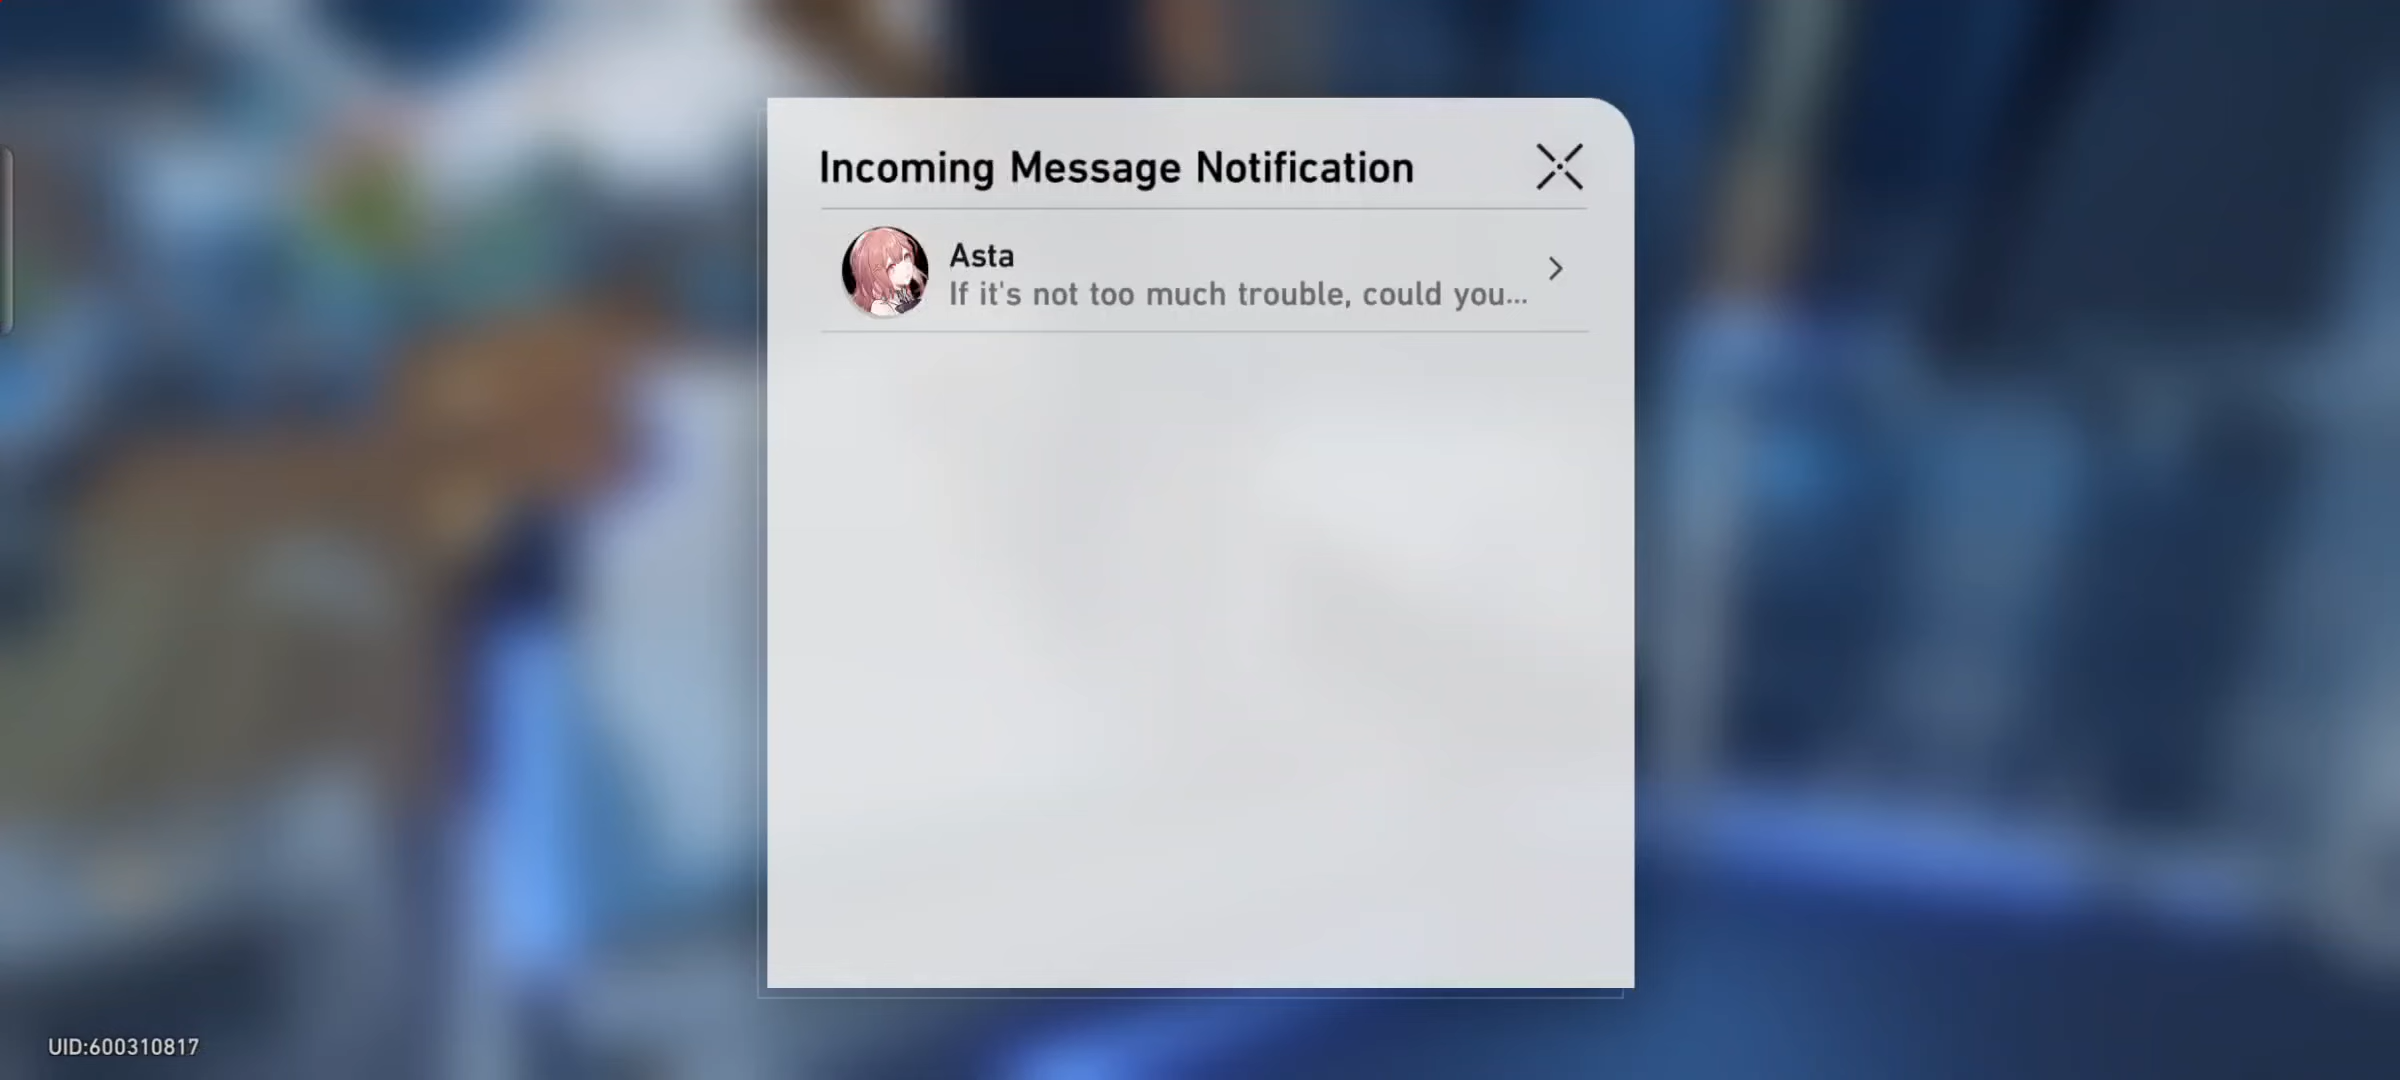 Incoming Message Notification
Asta
If it's not too much trouble, could you...
UID:600310817